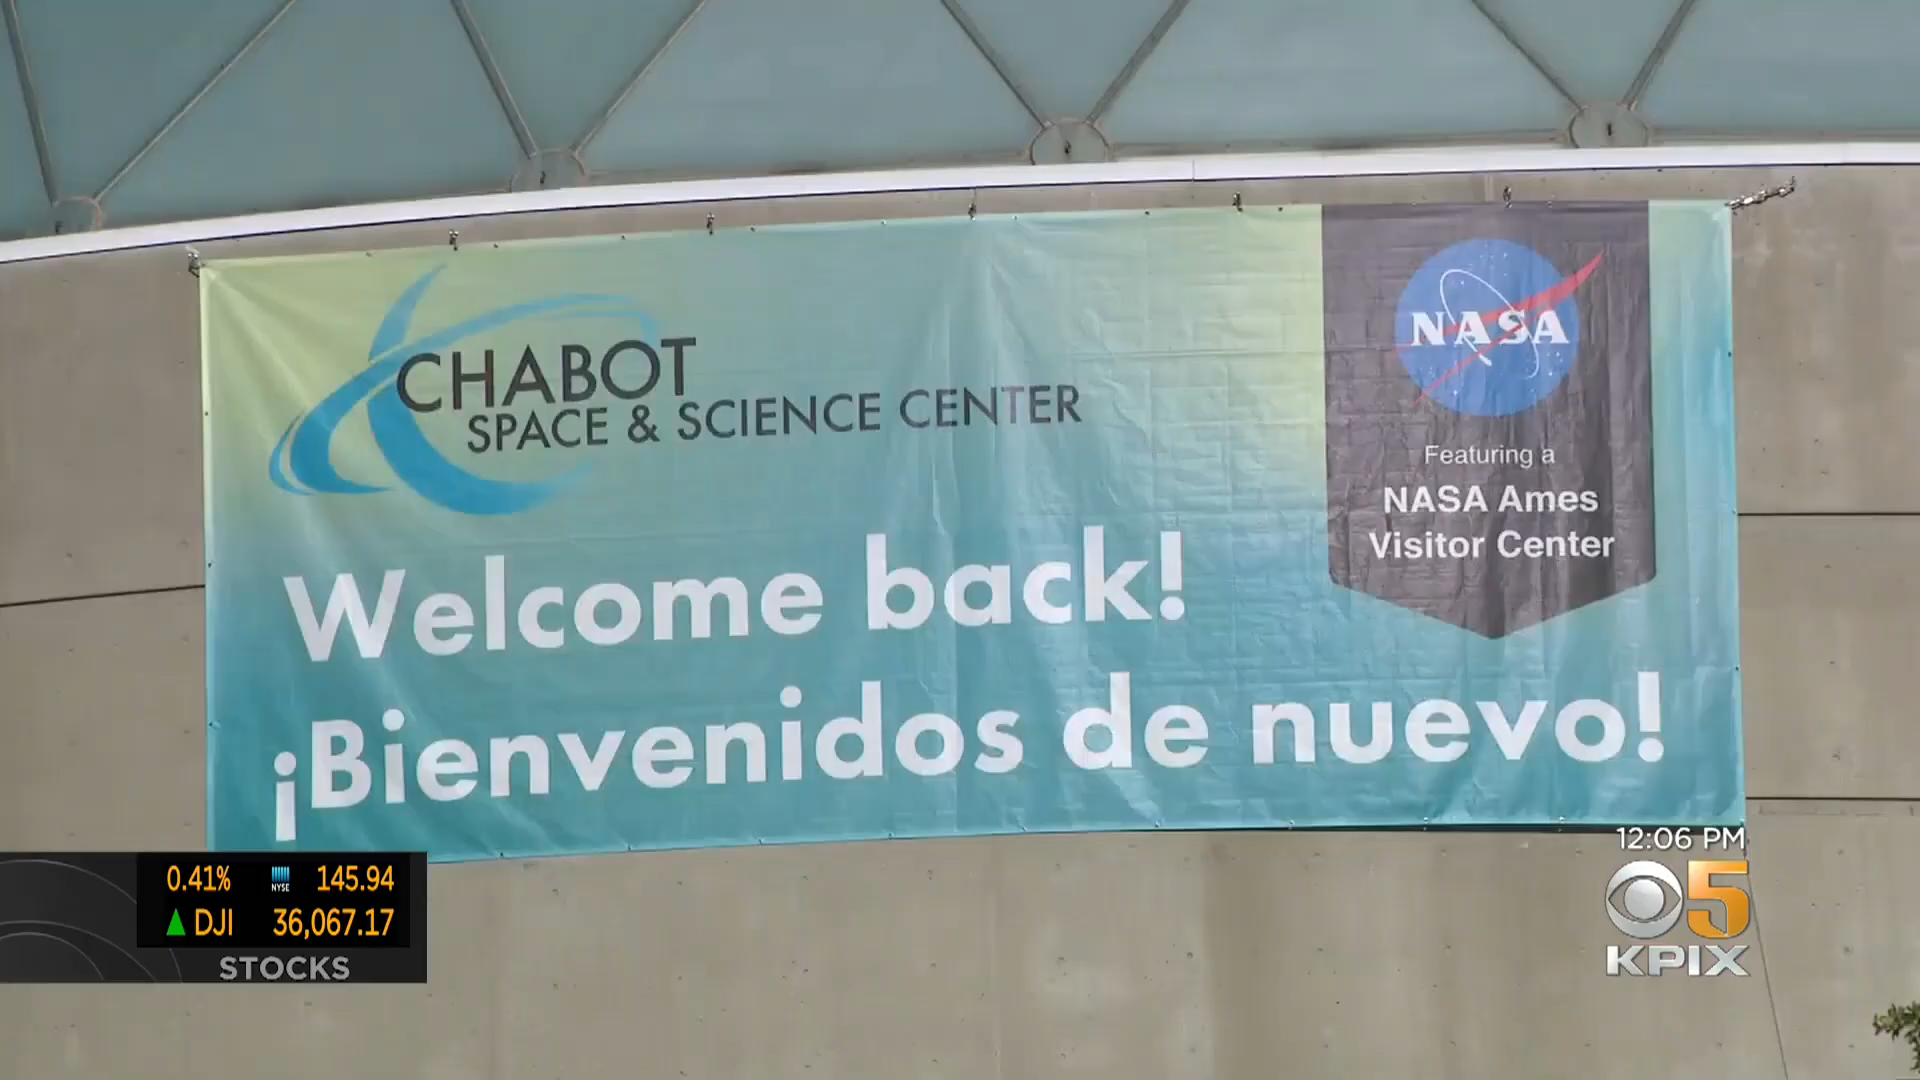 CHABOT
SPACE & SCIENCE CENTER
NASA
Featuring a
NASA Ames
Visitor Center
Welcome back!
¡Bienvenidos de nuevo!
0.41% NYSE 145.94
DJI 36,067.17
STOCKS
12:06 PM
5
KPIX